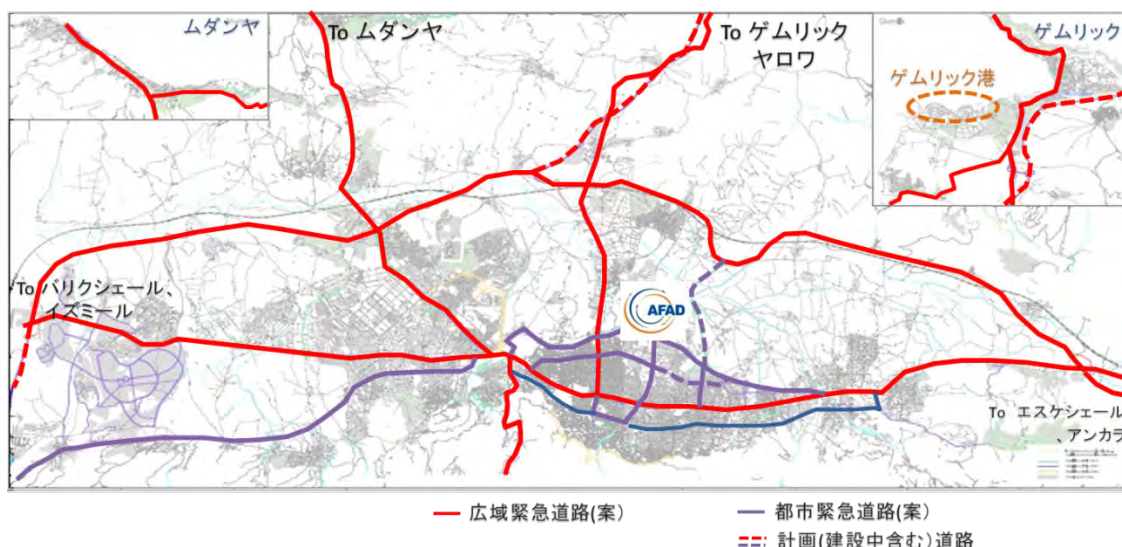 ムダンヤ
To ムダンヤ
To ゲムリック
ヤロワ
ゲムリック
ゲムリック港
To バリクシェール、
イズミール
AFAD
To エスケシェール
、アンカラ
広域緊急道路(案)
都市緊急道路(案)
計画(建設中含む)道路